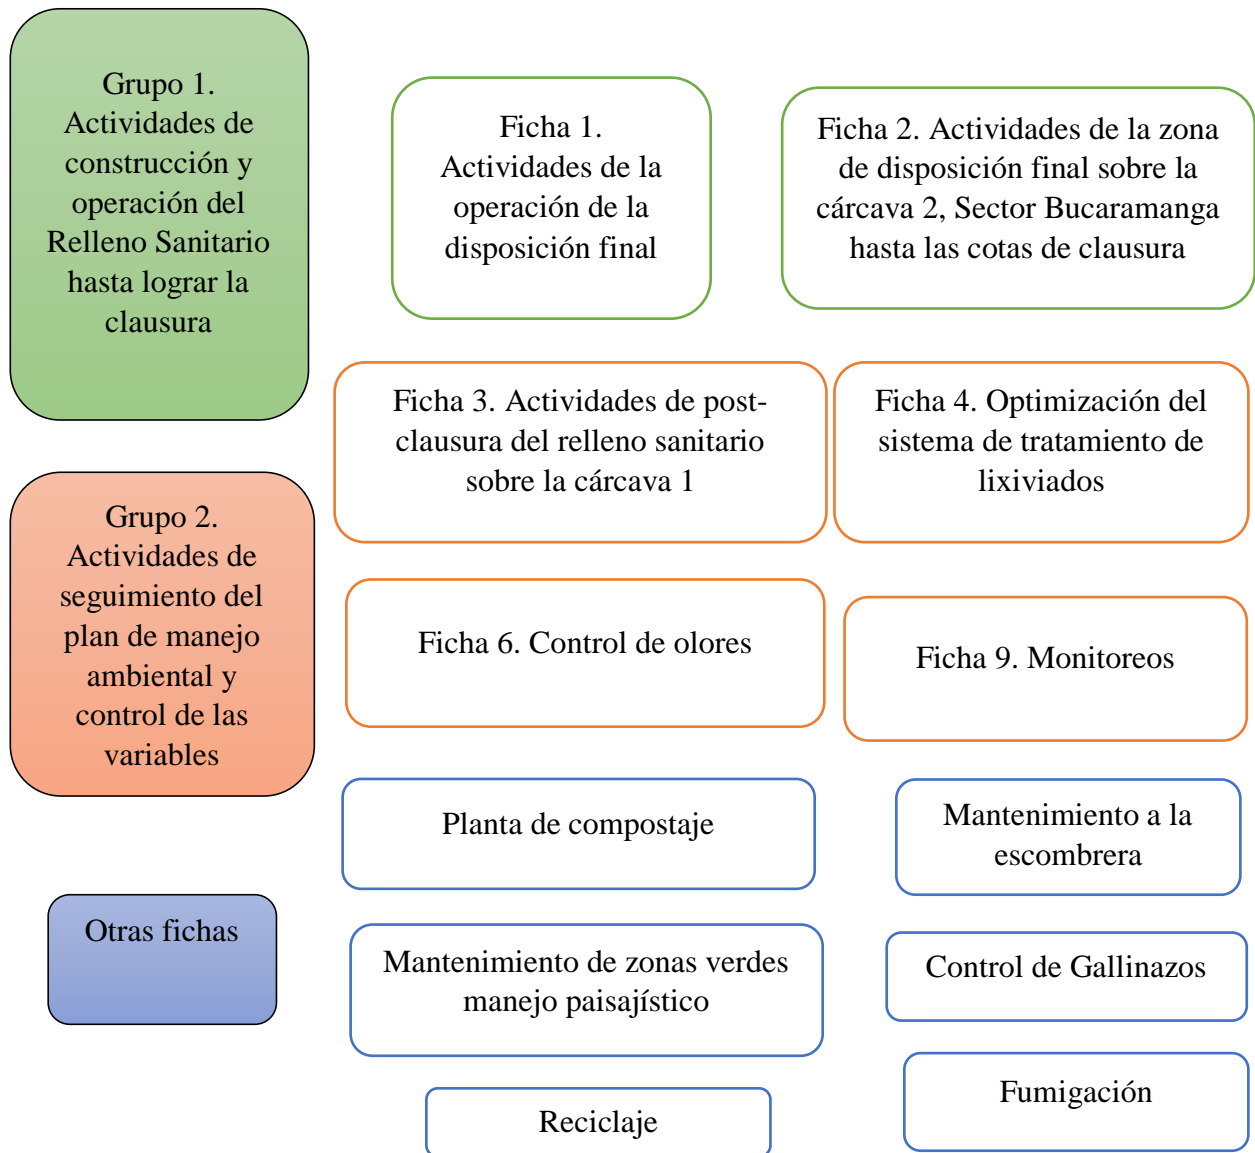 Grupo 1.
Actividades de
construcción y
operación del
Relleno Sanitario
hasta lograr la
clausura
Ficha 1.
Actividades de la
operación de la
disposición final
Ficha 2. Actividades de la zona
de disposición final sobre la
cárcava 2, Sector Bucaramanga
hasta las cotas de clausura
Grupo 2.
Actividades de
seguimiento del
plan de manejo
ambiental y
control de las
variables
Ficha 3. Actividades de post-
clausura del relleno sanitario
sobre la cárcava 1
Ficha 4. Optimización del
sistema de tratamiento de
lixiviados
Ficha 6. Control de olores
Ficha 9. Monitoreos
Otras fichas
Planta de compostaje
Mantenimiento a la
escombrera
Mantenimiento de zonas verdes
manejo paisajístico
Control de Gallinazos
Reciclaje
Fumigación